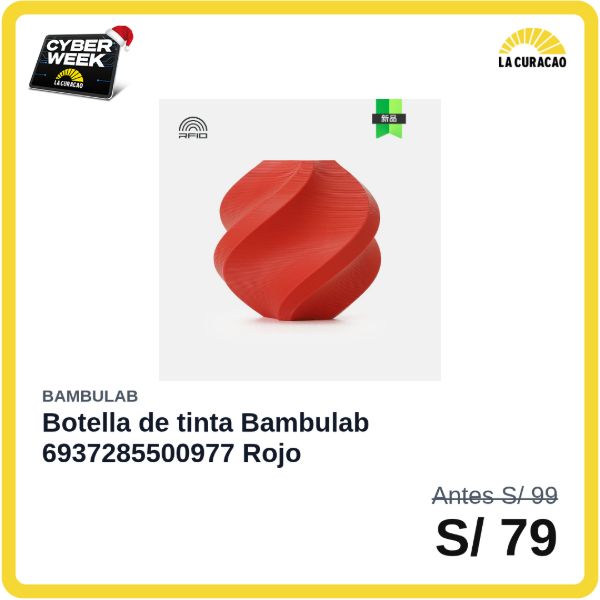 CYBER
WEEK
LA CURACAO
LA CURACAO
RFID
新品
BAMBULAB
Botella de tinta Bambulab
6937285500977 Rojo
Antes S/ 99
S/ 79